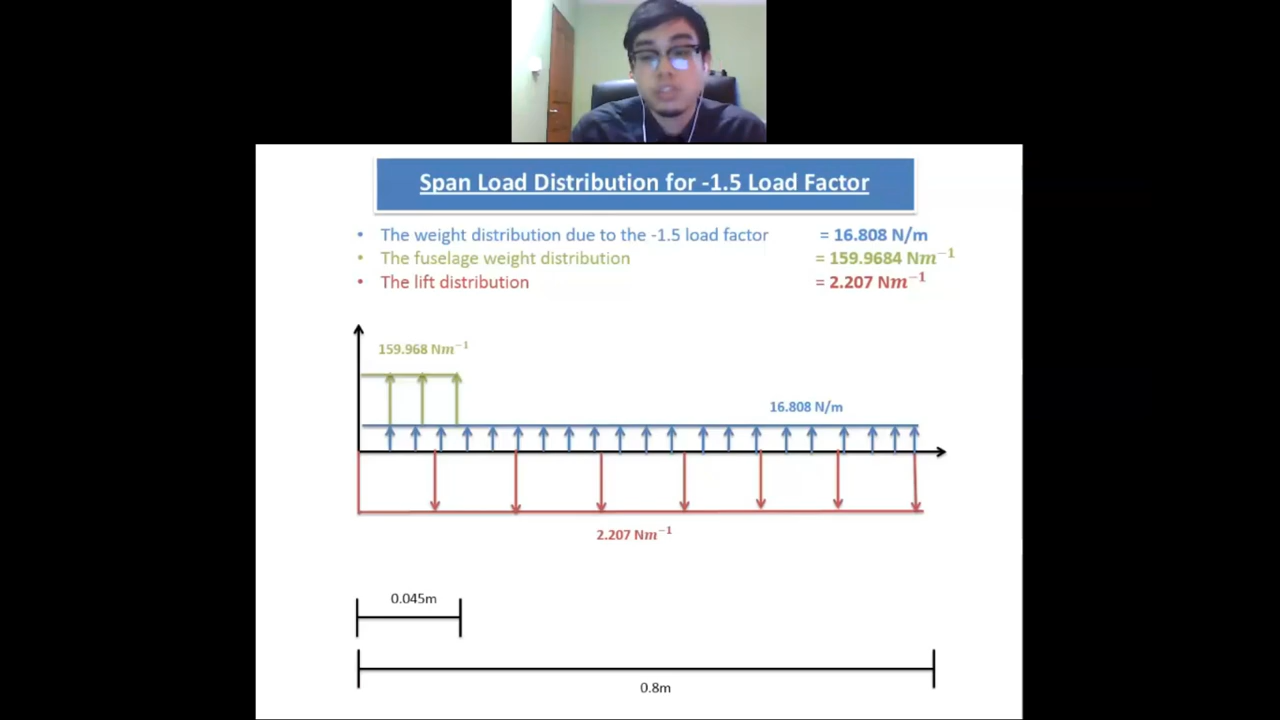 Span Load Distribution for -1.5 Load Factor
• The weight distribution due to the -1.5 load factor = 16.808 N/m
• The fuselage weight distribution = 159.9684 Nm⁻¹
• The lift distribution = 2.207 Nm⁻¹
159.968 Nm⁻¹
16.808 N/m
2.207 Nm⁻¹
0.045m
0.8m